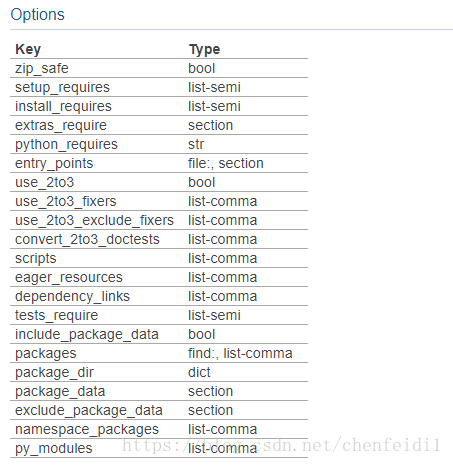 Options
Key Type
zip_safe bool
setup_requires list-semi
install_requires list-semi
extras_require section
python_requires str
entry_points file:, section
use_2to3 bool
use_2to3_fixers list-comma
use_2to3_exclude_fixers list-comma
convert_2to3_doctests list-comma
scripts list-comma
eager_resources list-comma
dependency_links list-comma
tests_require list-semi
include_package_data bool
packages find:, list-comma
package_dir dict
package_data section
exclude_package_data section
namespace_packages list-comma
py_modules list-comma
https://blog.csdn.net/chenfeidi1